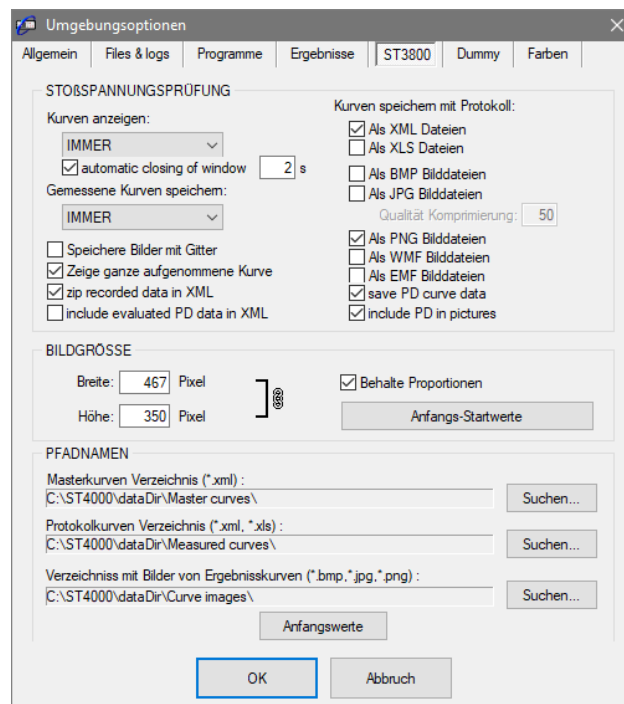 Umgebungsoptionen
Allgemein Files & logs Programme Ergebnisse ST3800 Dummy Farben
STOßSPANNUNGSPRÜFUNG
Kurven anzeigen:
IMMER
automatic closing of window 2 s
Gemessene Kurven speichern:
IMMER
Speichere Bilder mit Gitter
Zeige ganze aufgenommene Kurve
zip recorded data in XML
include evaluated PD data in XML
Kurven speichern mit Protokoll:
Als XML Dateien
Als XLS Dateien
Als BMP Bilddateien
Als JPG Bilddateien
Qualität Komprimierung: 50
Als PNG Bilddateien
Als WMF Bilddateien
Als EMF Bilddateien
save PD curve data
include PD in pictures
BILDGRÖSSE
Breite: 467 Pixel
Höhe: 350 Pixel
Behalte Proportionen
Anfangs-Startwerte
PFADNAMEN
Masterkurven Verzeichnis (*.xml) :
C:\ST4000\dataDir\Master curves\ Suchen...
Protokolkurven Verzeichnis (*.xml, *.xls) :
C:\ST4000\dataDir\Measured curves\ Suchen...
Verzeichniss mit Bilder von Ergebnisskurven (*.bmp,*.jpg,*.png) :
C:\ST4000\dataDir\Curve images\ Suchen...
Anfangswerte
OK Abbruch